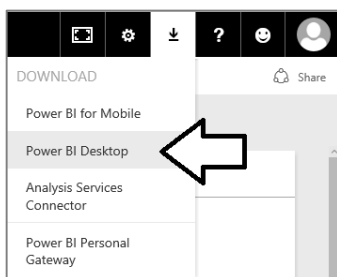 ?
DOWNLOAD
Share
Power BI for Mobile
Power BI Desktop
Analysis Services
Connector
Power BI Personal
Gateway